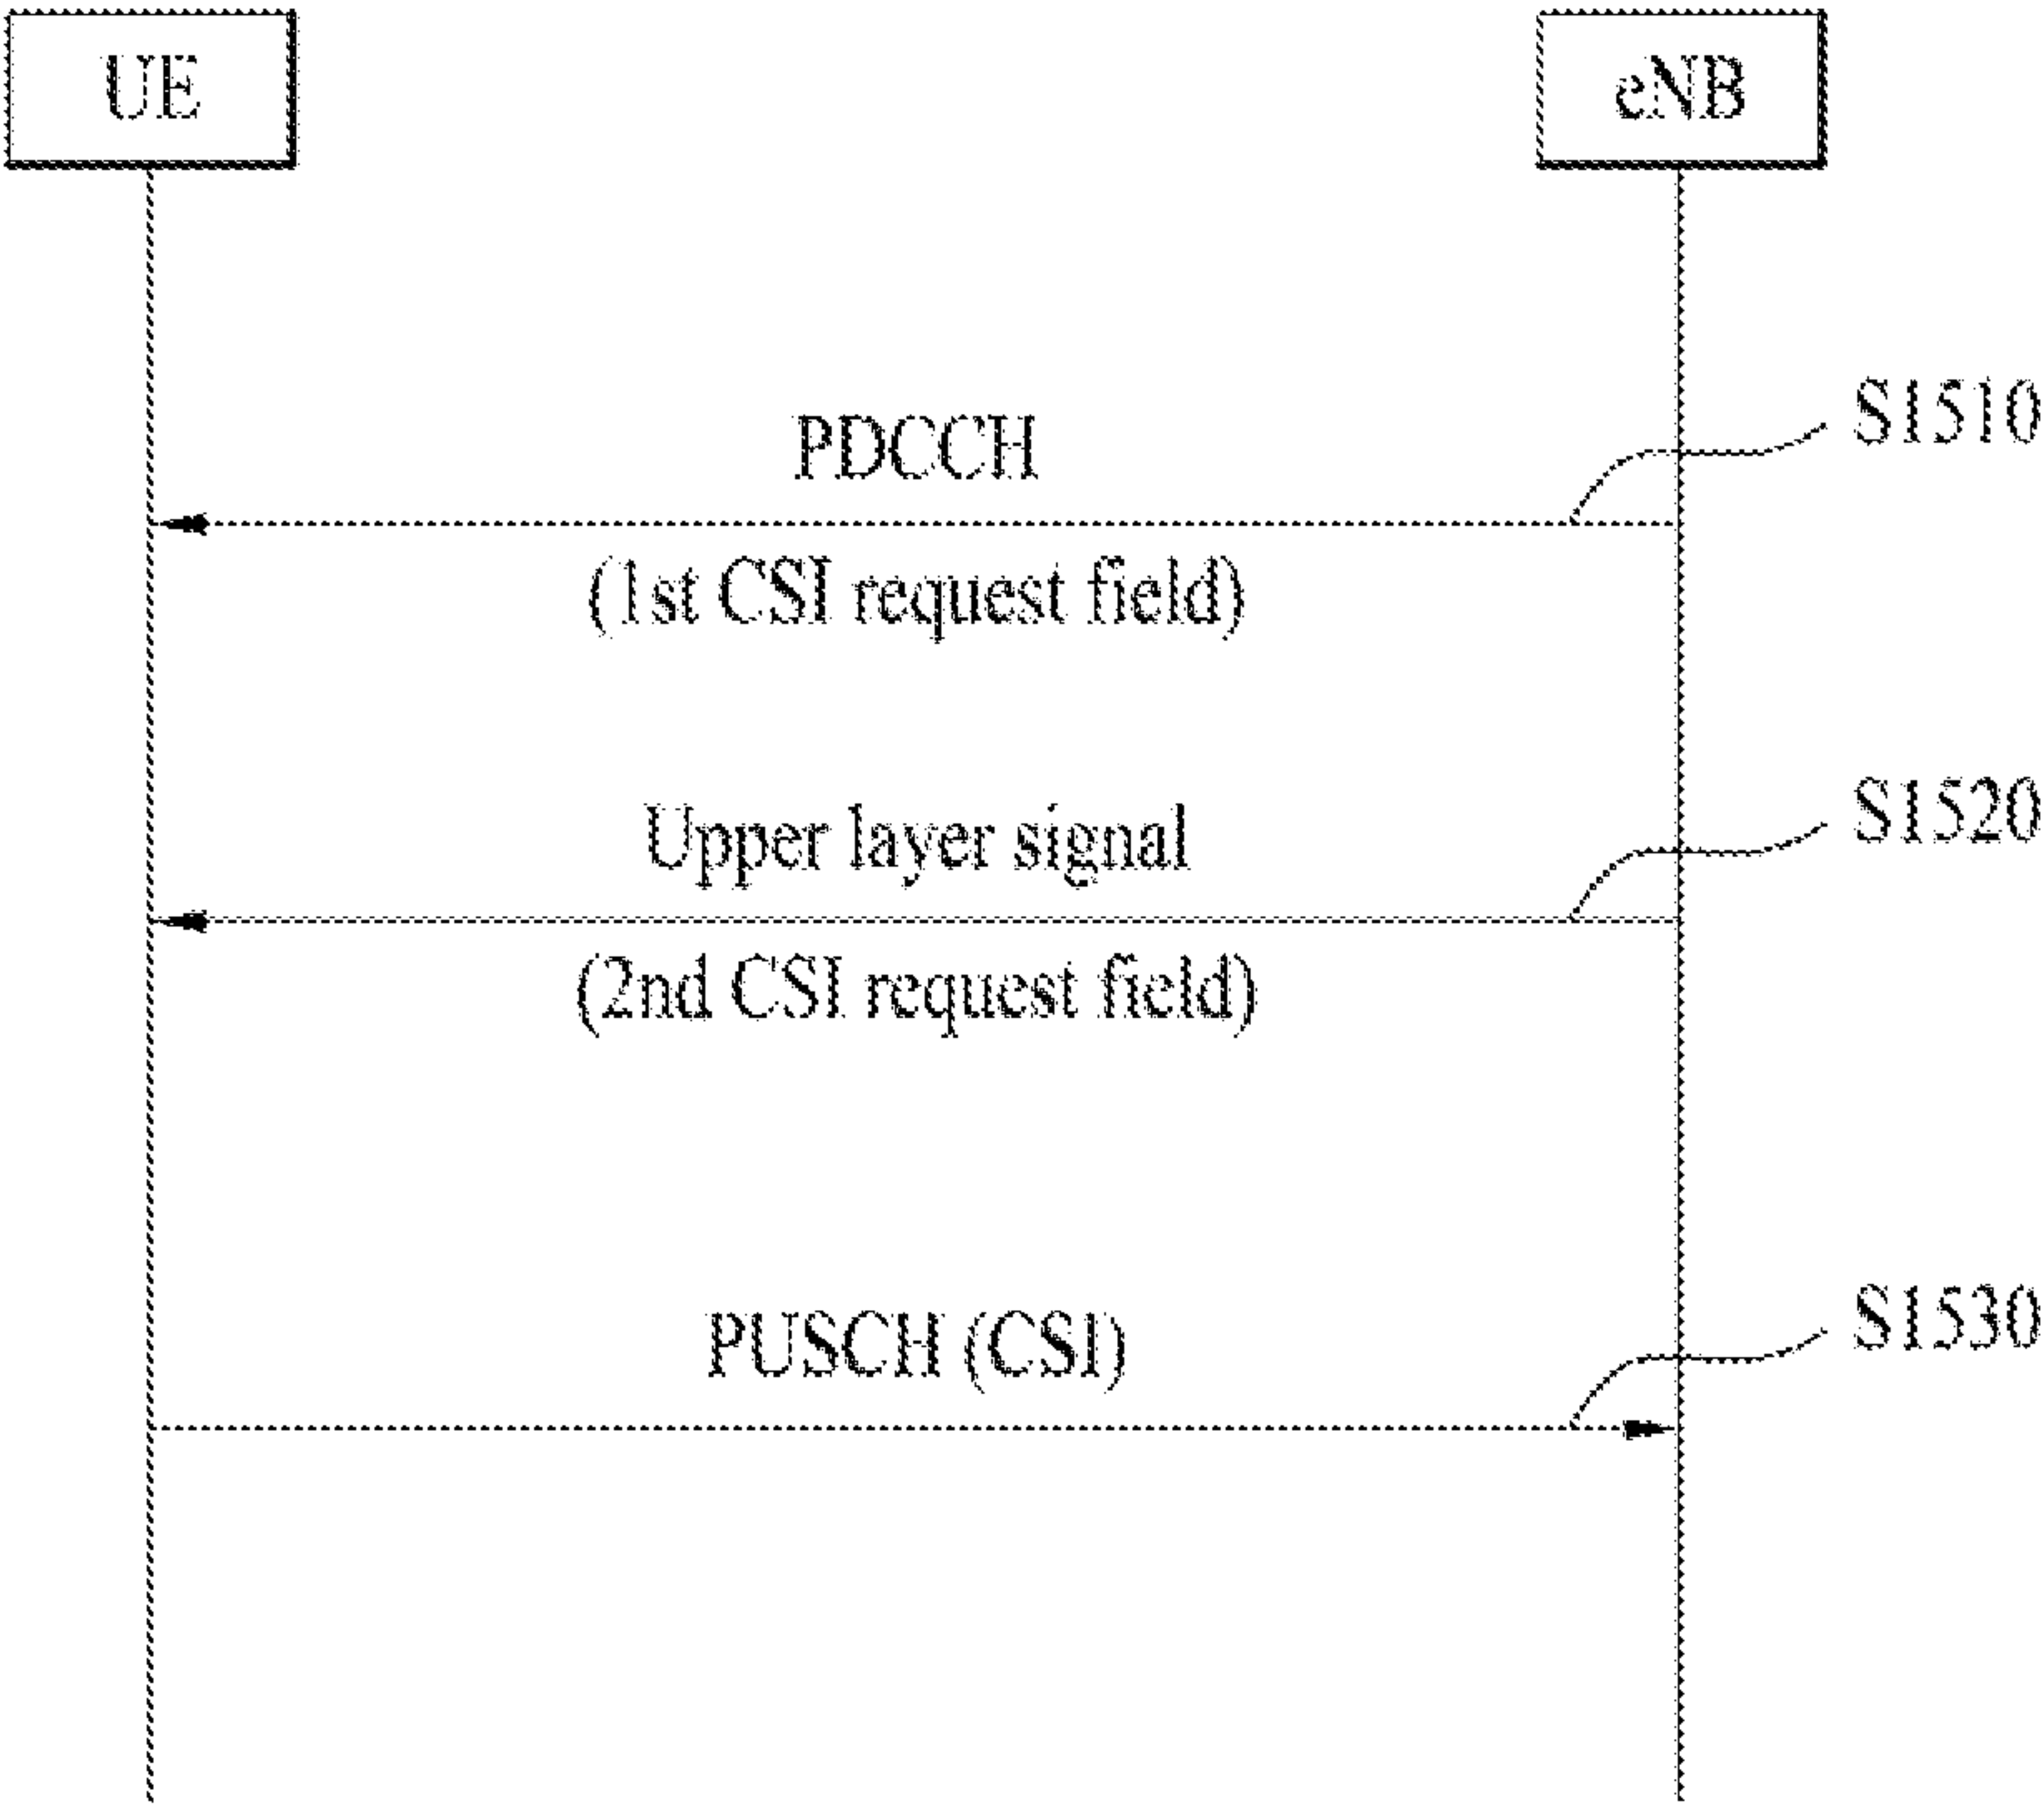 UE
eNB
S1510
PDCCH
(1st CSI request field)
S1520
Upper layer signal
(2nd CSI request field)
S1530
PUSCH (CSI)